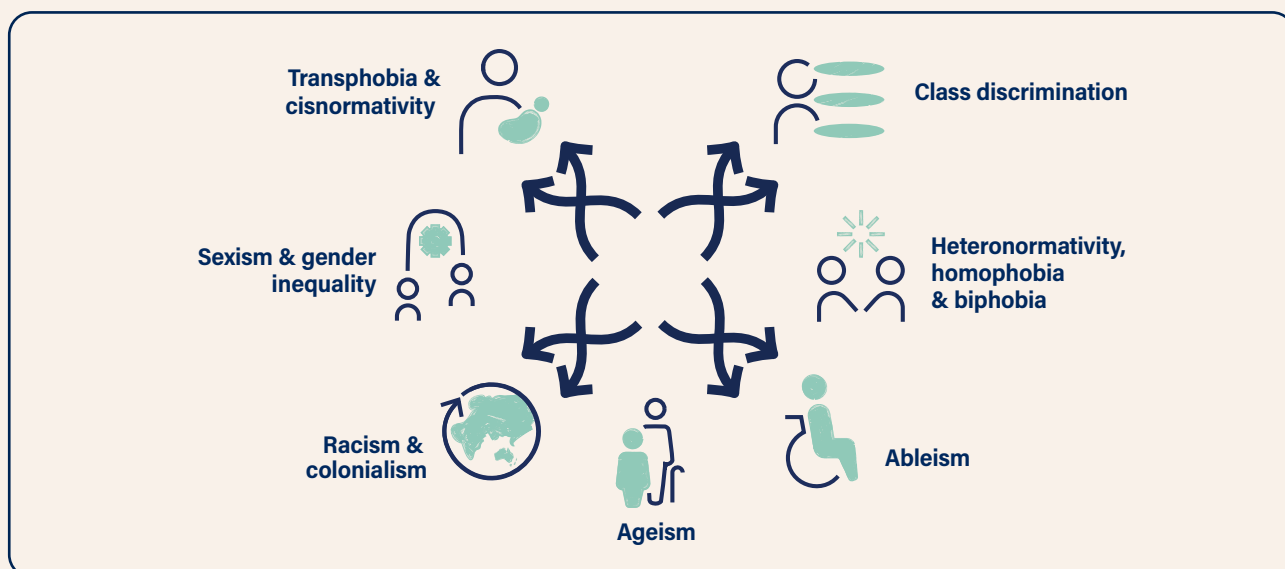 Transphobia &
cisnormativity
Class discrimination
Sexism & gender
inequality
Heteronormativity,
homophobia
& biphobia
Racism &
colonialism
Ableism
Ageism